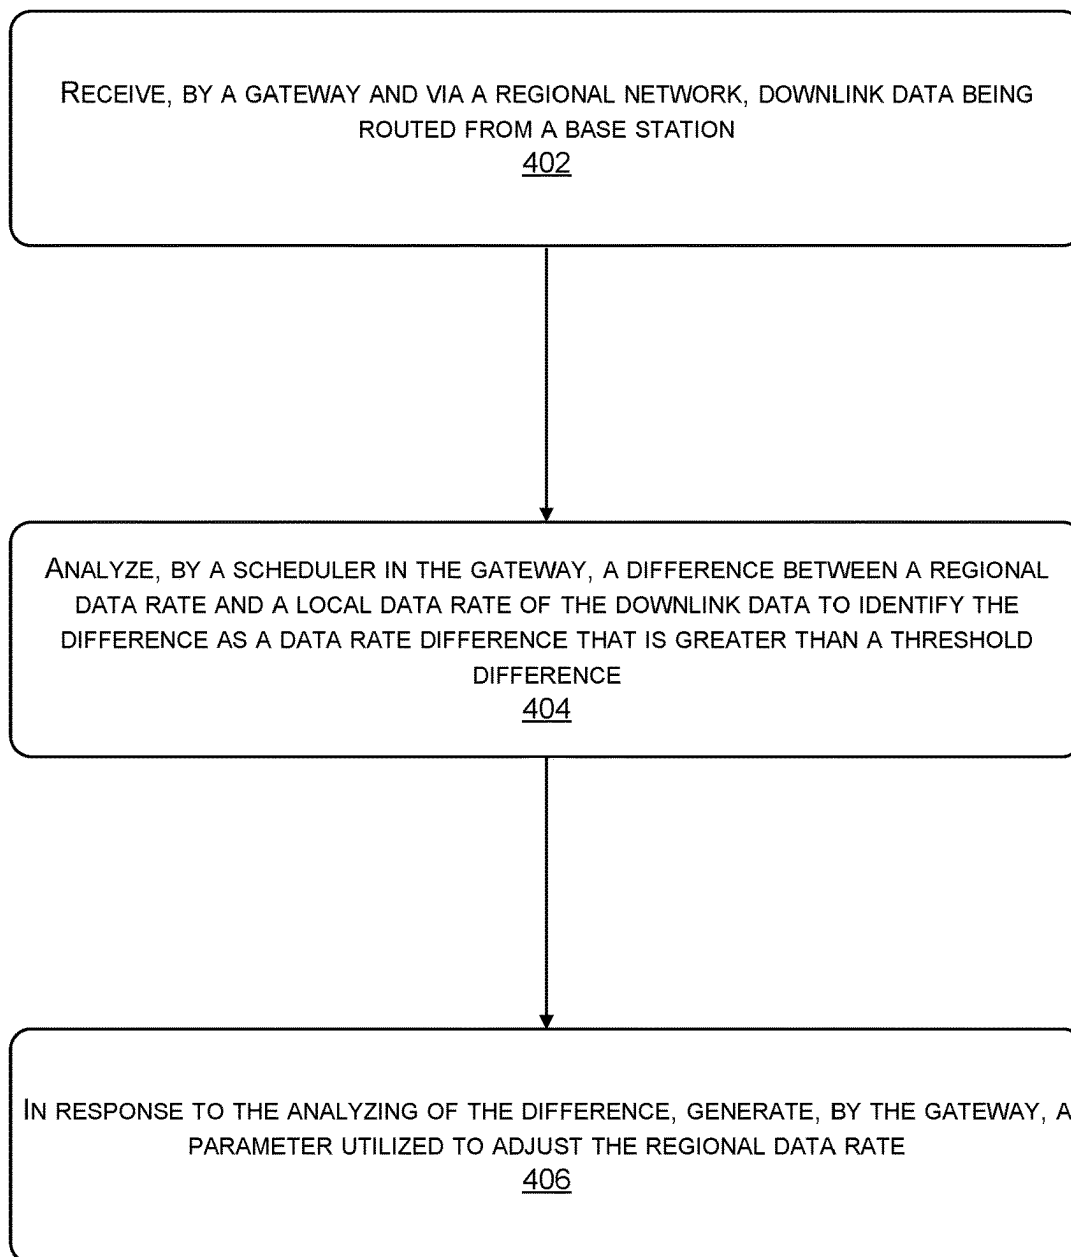 RECEIVE, BY A GATEWAY AND VIA A REGIONAL NETWORK, DOWNLINK DATA BEING
ROUTED FROM A BASE STATION
402
ANALYZE, BY A SCHEDULER IN THE GATEWAY, A DIFFERENCE BETWEEN A REGIONAL
DATA RATE AND A LOCAL DATA RATE OF THE DOWNLINK DATA TO IDENTIFY THE
DIFFERENCE AS A DATA RATE DIFFERENCE THAT IS GREATER THAN A THRESHOLD
DIFFERENCE
404
IN RESPONSE TO THE ANALYZING OF THE DIFFERENCE, GENERATE, BY THE GATEWAY, A
PARAMETER UTILIZED TO ADJUST THE REGIONAL DATA RATE
406